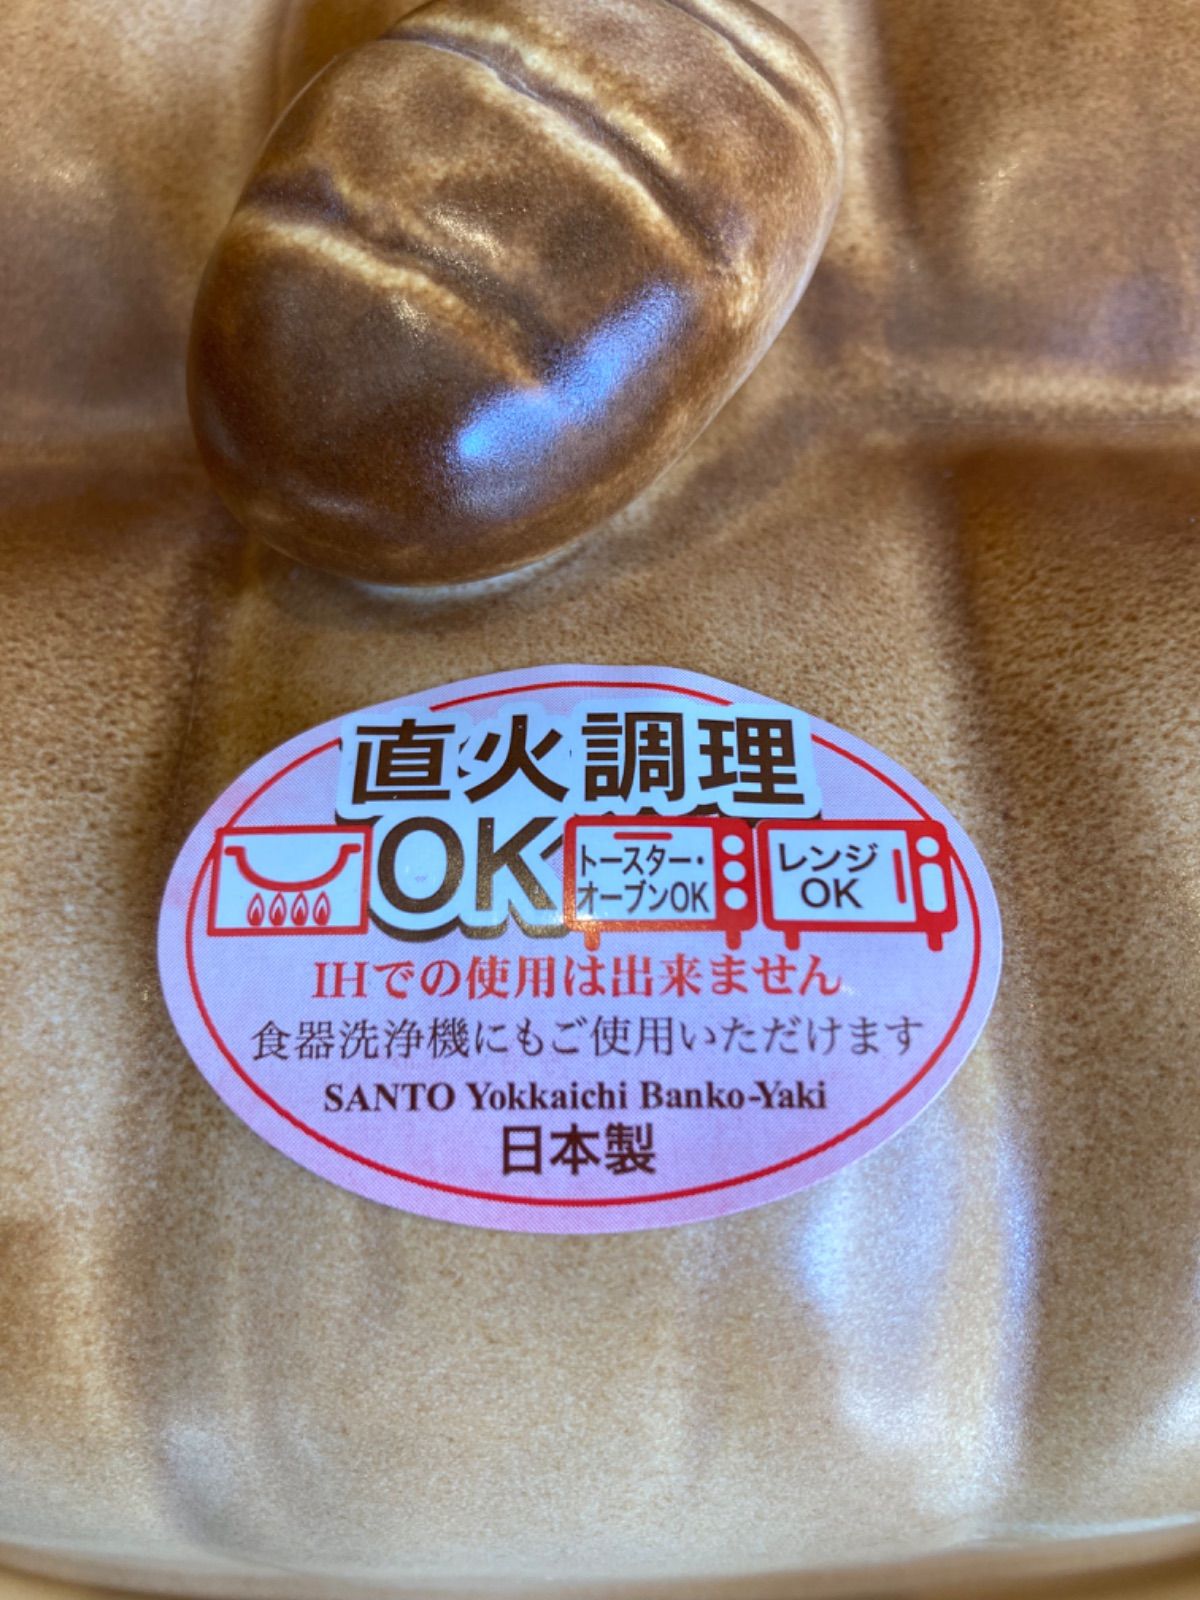 直火調理
OK
トースター・
オーブンOK
レンジ
OK
IHでの使用は出来ません
食器洗浄機にもご使用いただけます
SANTO Yokkaichi Banko-Yaki
日本製